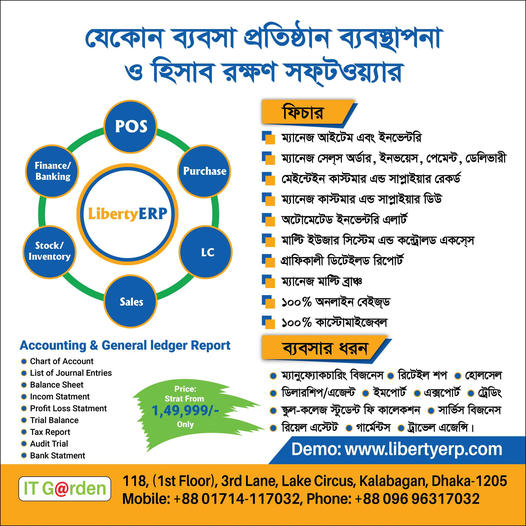 যেকোন ব্যবসা প্রতিষ্ঠান ব্যবস্থাপনা
ও হিসাব রক্ষণ সফ্টওয়্যার
POS
Finance/
Banking
Purchase
LibertyERP
Stock/
Inventory
LC
Sales
ফিচার
ম্যানেজ আইটেম এবং ইনভেন্টরি
ম্যানেজ সেল্স অর্ডার, ইনভয়েস, পেমেন্ট, ডেলিভারী
মেইন্টেইন কাস্টমার এন্ড সাপ্লাইয়ার রেকর্ড
ম্যানেজ কাস্টমার এন্ড সাপ্লাইয়ার ডিউ
অটোমেটেড ইনভেন্টরি এলার্ট
মাল্টি ইউজার সিস্টেম এন্ড কন্ট্রোলড একসেস
গ্রাফিকালী ডিটেইলড রিপোর্ট
ম্যানেজ মাল্টি ব্রাঞ্চ
১০০% অনলাইন বেইজ্ড
১০০% কাস্টোমাইজেবল
Accounting & General ledger Report
Chart of Account
List of Journal Entries
Balance Sheet
Incom Statment
Profit Loss Statment
Trial Balance
Tax Report
Audit Trial
Bank Statment
Price:
Strat From
1,49,999/-
Only
ব্যবসার ধরন
• ম্যানুফ্যেকচারিং বিজনেস • রিটেইল শপ • হোলসেল
• ডিলারশিপ/এজেন্ট • ইমপোর্ট • এক্সপোর্ট • ট্রেডিং
• স্কুল-কলেজ স্টুডেন্ট ফি কালেকশন • সার্ভিস বিজনেস
• রিয়েল এস্টেট • গার্মেন্টস • ট্রাভেল এজেন্সি।
Demo: www.libertyerp.com
IT G@rden
118, (1st Floor), 3rd Lane, Lake Circus, Kalabagan, Dhaka-1205
Mobile: +88 01714-117032, Phone: +88 096 96317032